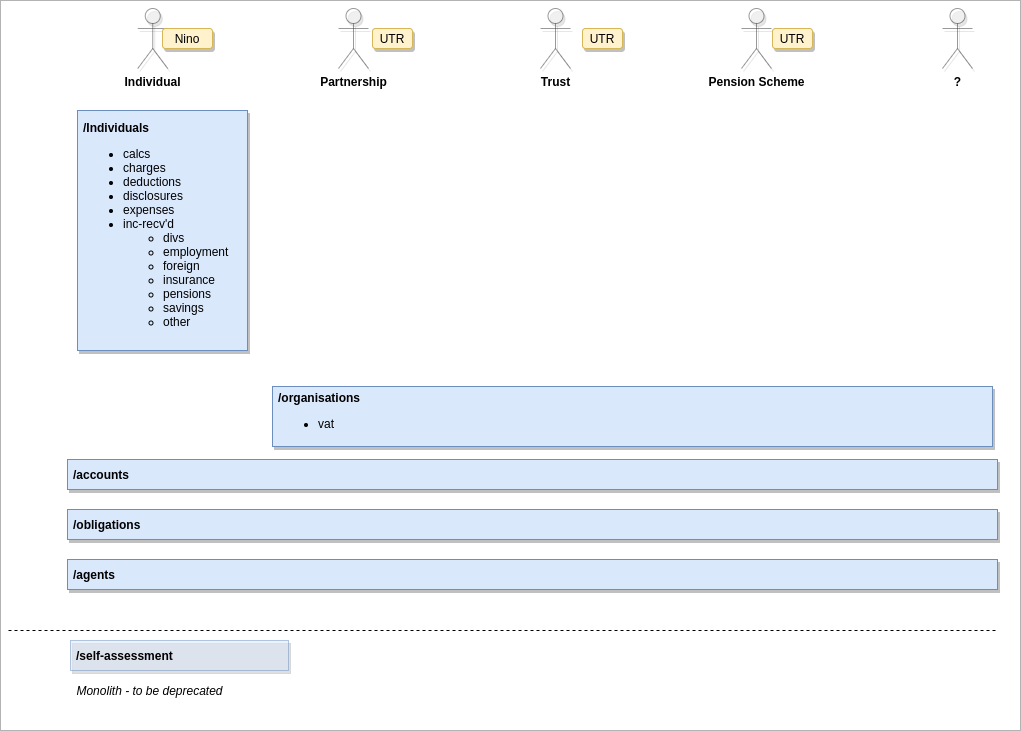 Nino
UTR
UTR
UTR
Individual
Partnership
Trust
Pension Scheme
?
/Individuals
calcs
charges
deductions
disclosures
expenses
inc-recv'd
divs
employment
foreign
insurance
pensions
savings
other
/organisations
vat
/accounts
/obligations
/agents
/self-assessment
Monolith - to be deprecated